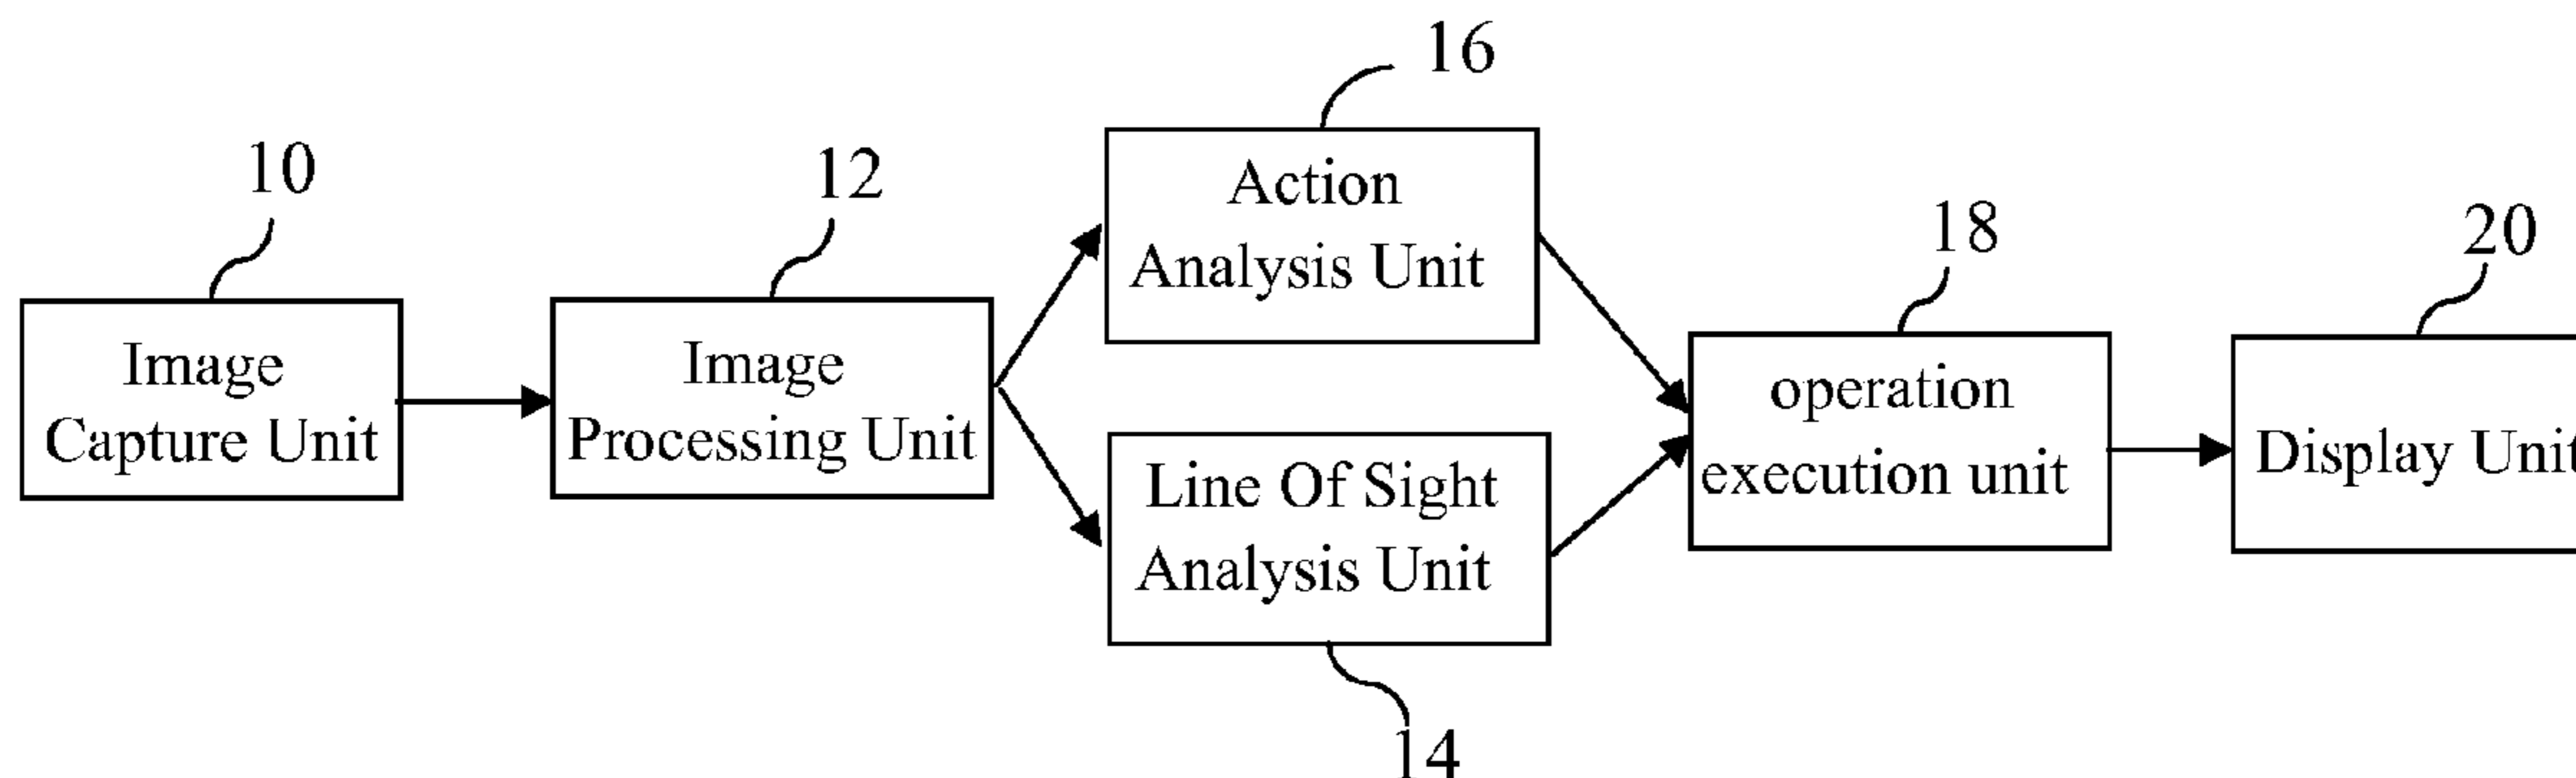 16
10
12
Action
Analysis Unit
18
20
Image
Capture Unit
Image
Processing Unit
operation
execution unit
Display Unit
Line Of Sight
Analysis Unit
14